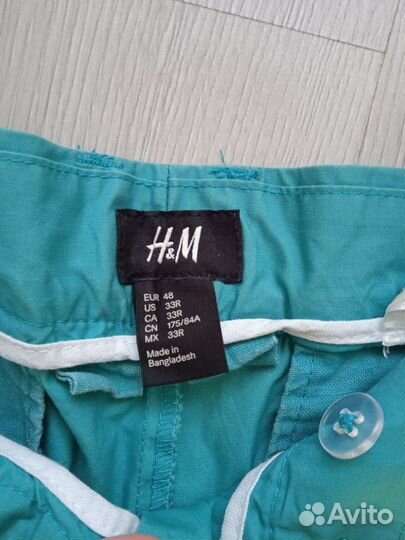 H&M
EUR 48
US 33R
CA 33R
CN 175/84A
MX 33R
Made in
Bangladesh
Avito